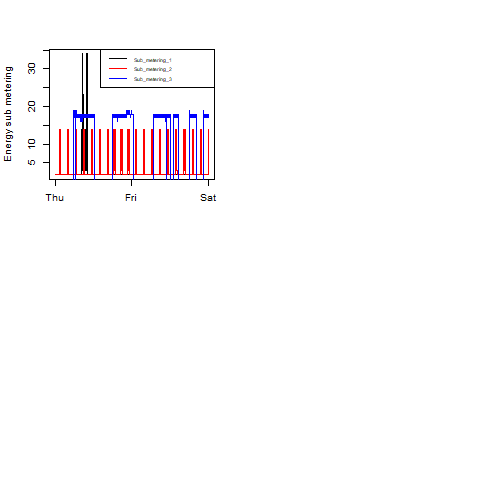 Sub_metering_1
Sub_metering_2
Sub_metering_3
Energy sub metering
30
20
10
5
Thu Fri Sat